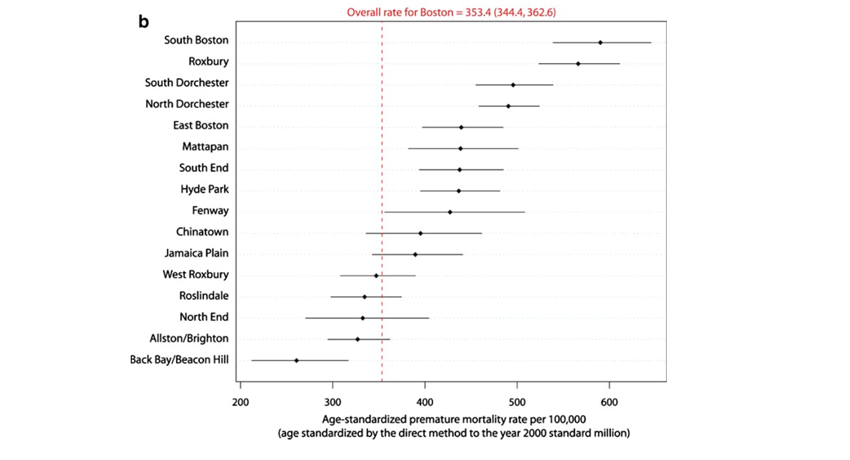 b
Overall rate for Boston = 353.4 (344.4, 362.6)
South Boston
Roxbury
South Dorchester
North Dorchester
East Boston
Mattapan
South End
Hyde Park
Fenway
Chinatown
Jamaica Plain
West Roxbury
Roslindale
North End
Allston/Brighton
Back Bay/Beacon Hill
200 300 400 500 600
Age-standardized premature mortality rate per 100,000
(age standardized by the direct method to the year 2000 standard million)